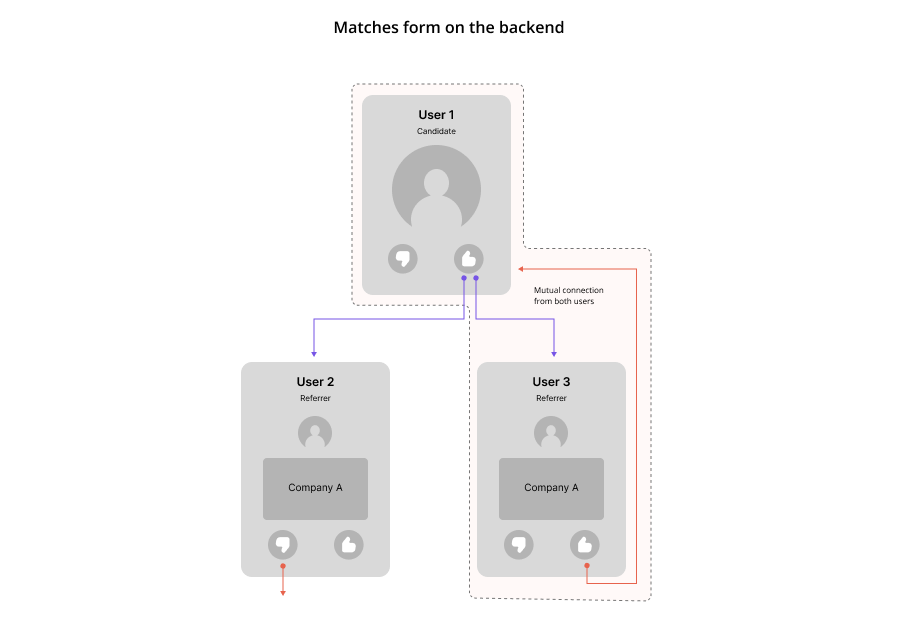 Matches form on the backend
User 1
Candidate
Mutual connection
from both users
User 2
Referrer
Company A
User 3
Referrer
Company A